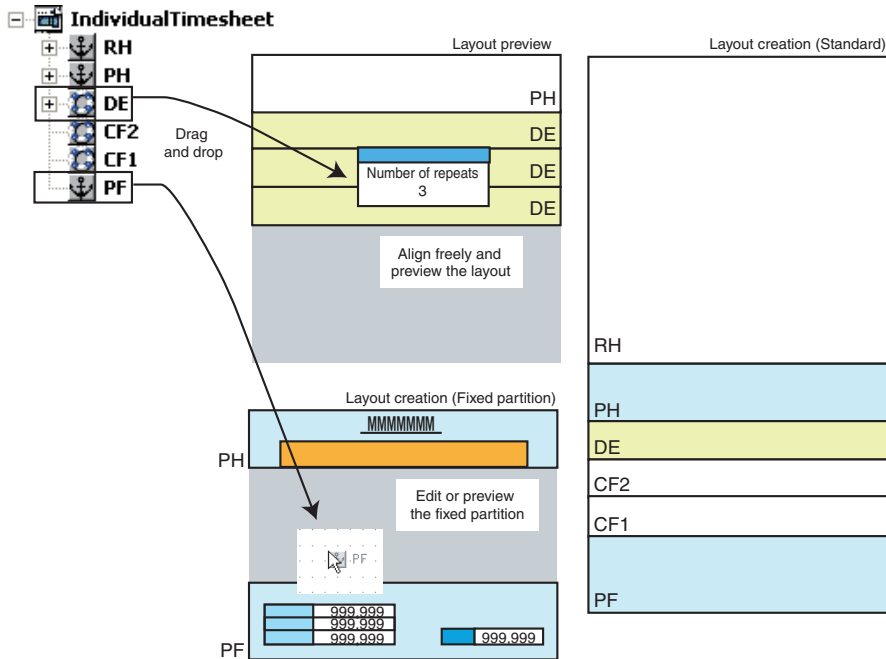 IndividualTimesheet
RH
PH
DE
CF2
CF1
PF
Drag
and drop
Layout preview
PH
DE
DE
DE
Number of repeats
3
Align freely and
preview the layout
Layout creation (Fixed partition)
MMMMMMM
PH
Edit or preview
the fixed partition
PF
999,999
999,999
999,999
999,999
PF
Layout creation (Standard)
RH
PH
DE
CF2
CF1
PF